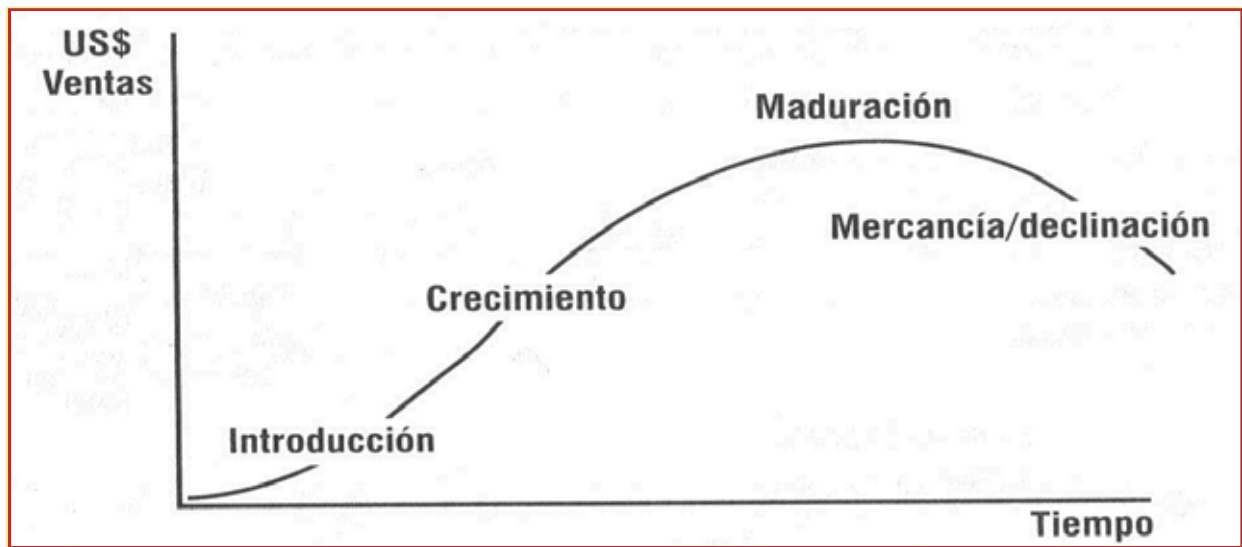 US$
Ventas
Maduración
Mercancía/declinación
Crecimiento
Introducción
Tiempo